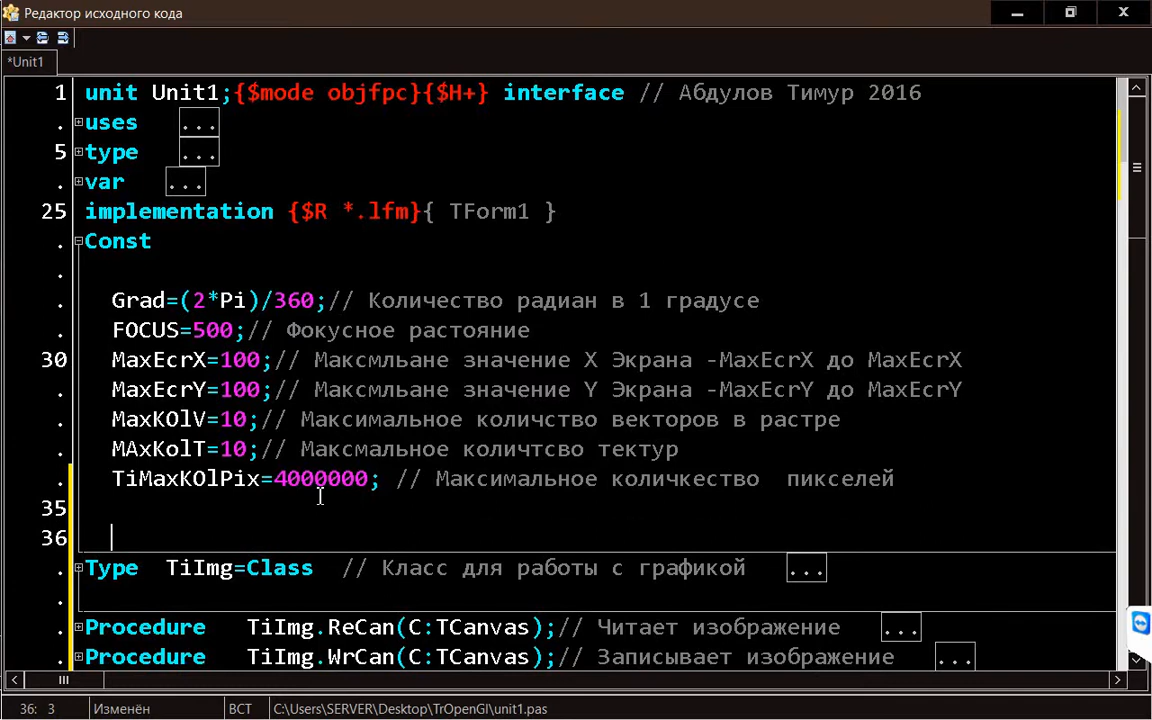 Редактор исходного кода
*Unit1
1 unit Unit1;{$mode objfpc}{$H+} interface // Абдулов Тимур 2016
. uses ...
5 type ...
. var ...
25 implementation {$R *.lfm}{ TForm1 }
. Const
.
. Grad=(2*Pi)/360;// Количество радиан в 1 градусе
. FOCUS=500;// Фокусное растояние
30 MaxEcrX=100;// Максмльане значение X Экрана -MaxEcrX до MaxEcrX
. MaxEcrY=100;// Максмльане значение Y Экрана -MaxEcrY до MaxEcrY
. MaxKOlV=10;// Максимальное количство векторов в растре
. MAxKolT=10;// Максмальное количтсво тектур
. TiMaxKOlPix=4000000; // Максимальное количкество пикселей
35
36
. Type TiImg=Class // Класс для работы с графикой ...
.
. Procedure TiImg.ReCan(C:TCanvas);// Читает изображение ...
. Procedure TiImg.WrCan(C:TCanvas);// Записывает изображение ...
36: 3 Изменён ВСТ C:\Users\SERVER\Desktop\TrOpenGl\unit1.pas